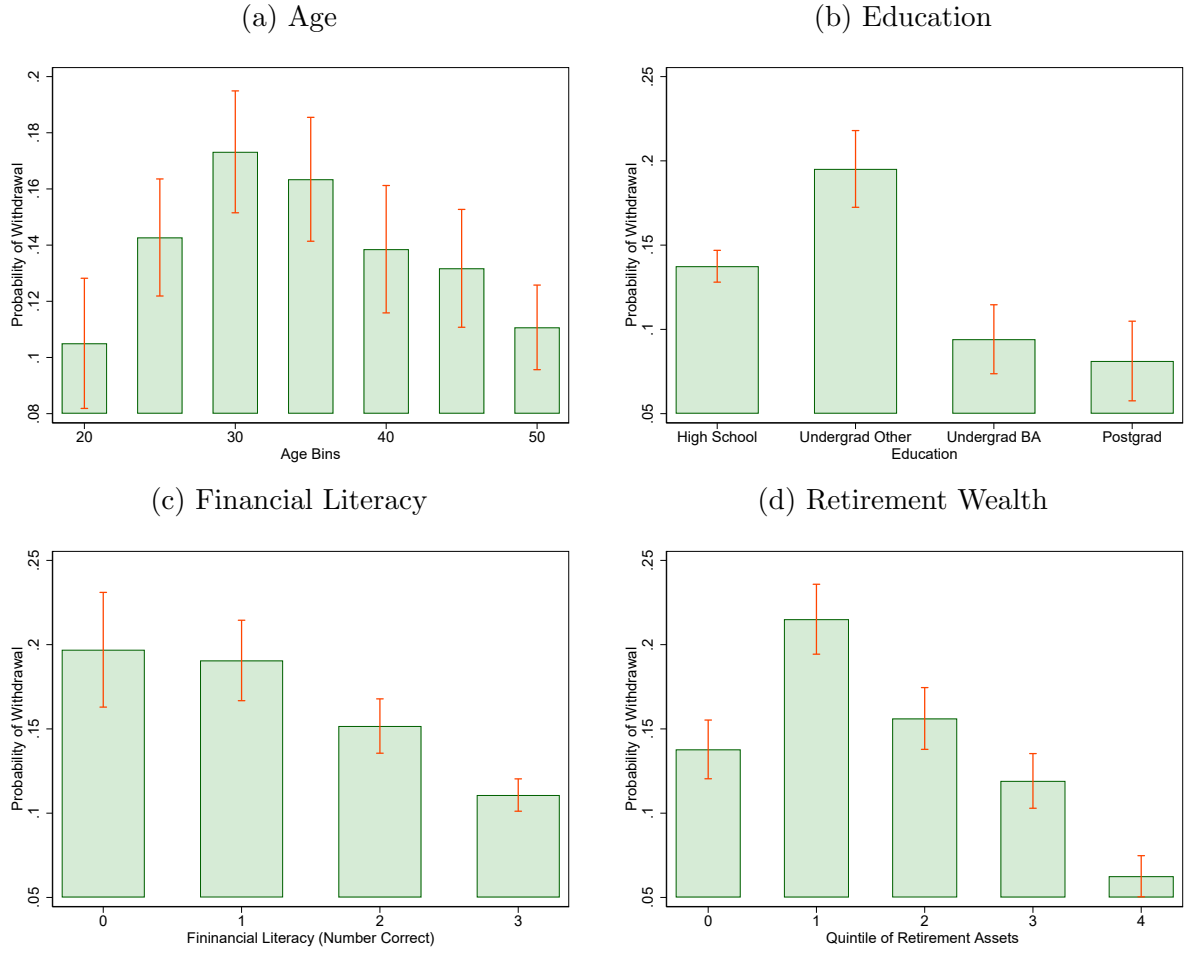 (a) Age
Probability of Withdrawal
.2
.18
.16
.14
.12
.1
.08
20
30
40
50
Age Bins
(b) Education
Probability of Withdrawal
.25
.2
.15
.1
.05
High School
Undergrad Other
Undergrad BA
Postgrad
Education
(c) Financial Literacy
Probability of Withdrawal
.25
.2
.15
.1
.05
0
1
2
3
Fininancial Literacy (Number Correct)
(d) Retirement Wealth
Probability of Withdrawal
.25
.2
.15
.1
.05
0
1
2
3
4
Quintile of Retirement Assets